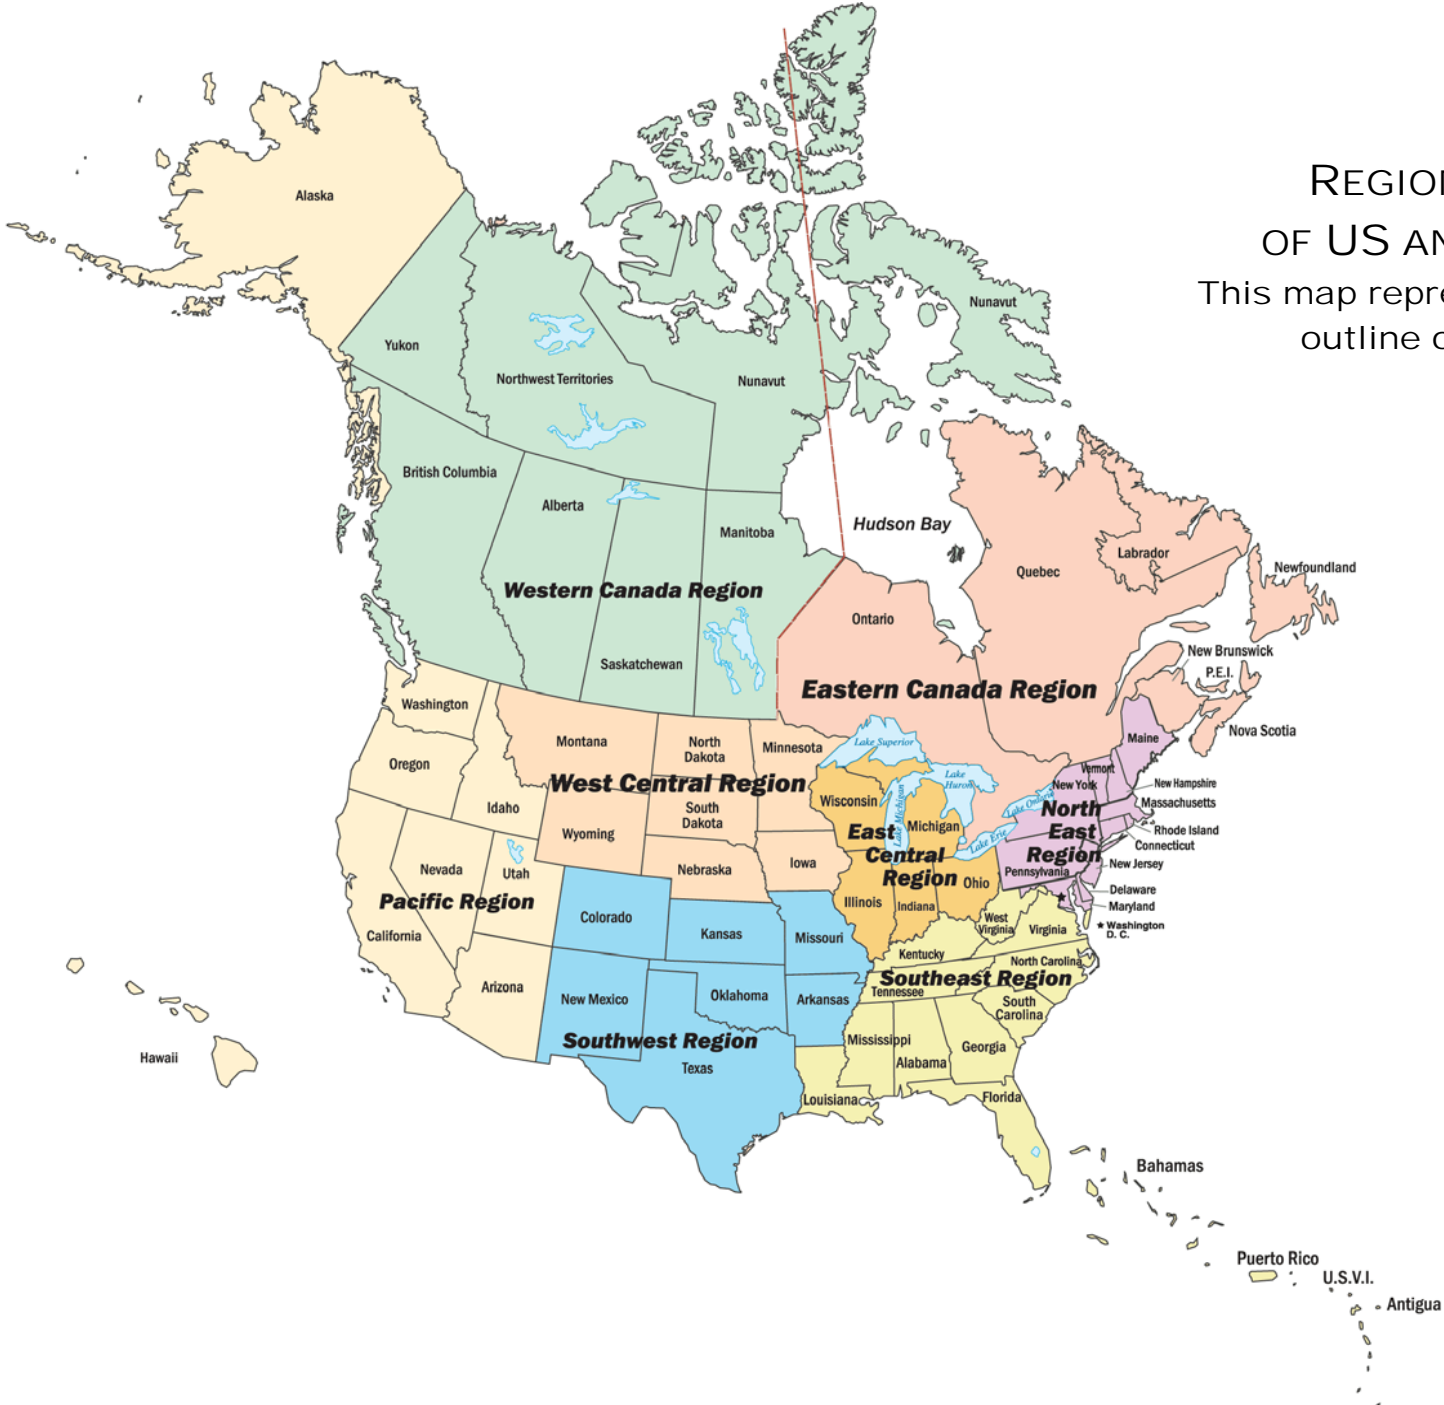 REGION
OF US AN
This map repre
outline o
Alaska
Yukon
Northwest Territories
Nunavut
Nunavut
British Columbia
Alberta
Manitoba
Saskatchewan
Western Canada Region
Hudson Bay
Quebec
Labrador
Newfoundland
Ontario
New Brunswick
P.E.I.
Nova Scotia
Eastern Canada Region
Washington
Oregon
Idaho
Nevada
Utah
California
Arizona
Pacific Region
Hawaii
Montana
North
Dakota
Minnesota
West Central Region
South
Dakota
Wyoming
Nebraska
Iowa
Lake Superior
Lake
Huron
Lake Michigan
Lake Ontario
Lake Erie
Wisconsin
Michigan
East
Central
Region
Illinois
Indiana
Ohio
Maine
Vermont
New York
New Hampshire
Massachusetts
Rhode Island
Connecticut
North
East
Region
New Jersey
Pennsylvania
Delaware
Maryland
Washington
D. C.
Colorado
Kansas
Missouri
New Mexico
Oklahoma
Arkansas
Southwest Region
Texas
West
Virginia
Virginia
Kentucky
North Carolina
Southeast Region
Tennessee
South
Carolina
Mississippi
Alabama
Georgia
Louisiana
Florida
Bahamas
Puerto Rico
U.S.V.I.
Antigua